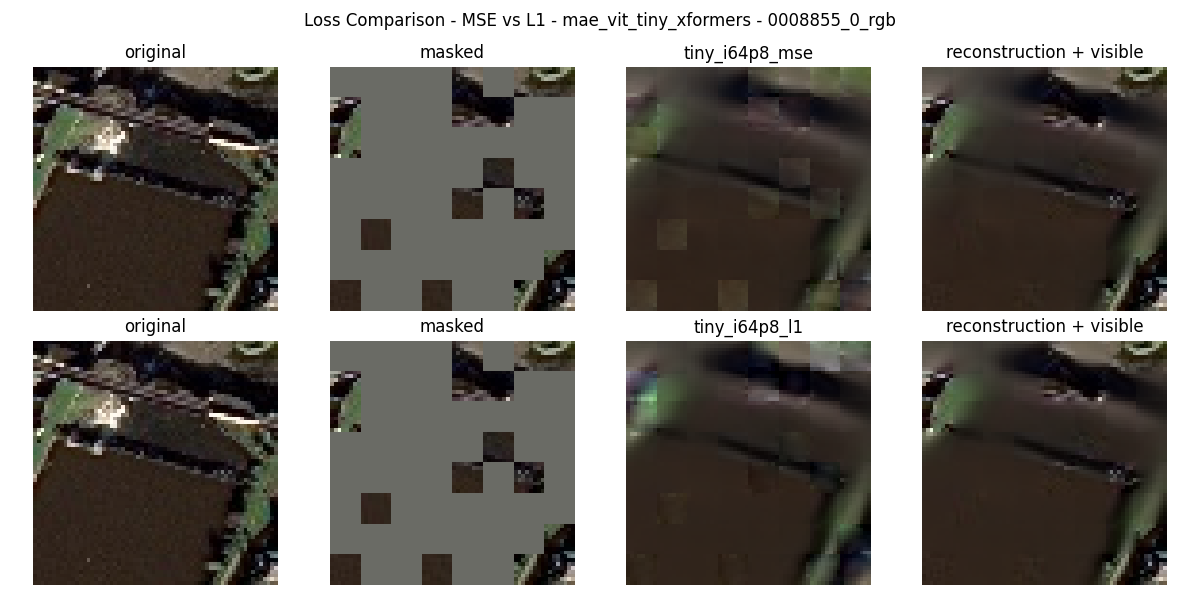 Loss Comparison - MSE vs L1 - mae_vit_tiny_xformers - 0008855_0_rgb
original masked tiny_i64p8_mse reconstruction + visible
original masked tiny_i64p8_l1 reconstruction + visible